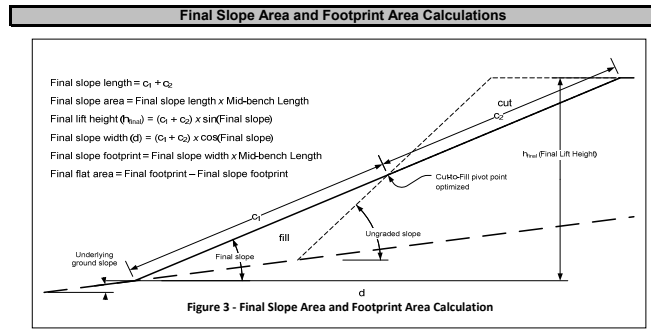 Final Slope Area and Footprint Area Calculations
Final slope length = c₁ + c₂
Final slope area = Final slope length x Mid-bench Length
Final lift height (h_final) = (c₁ + c₂) x sin(Final slope)
Final slope width (d) = (c₁ + c₂) x cos(Final slope)
Final slope footprint = Final slope width x Mid-bench Length
Final flat area = Final footprint – Final slope footprint
cut
c₂
h_final (Final Lift Height)
Cut-to-Fill pivot point
optimized
c₁
fill
Ungraded slope
Underlying
ground slope
Final slope
d
Figure 3 - Final Slope Area and Footprint Area Calculation